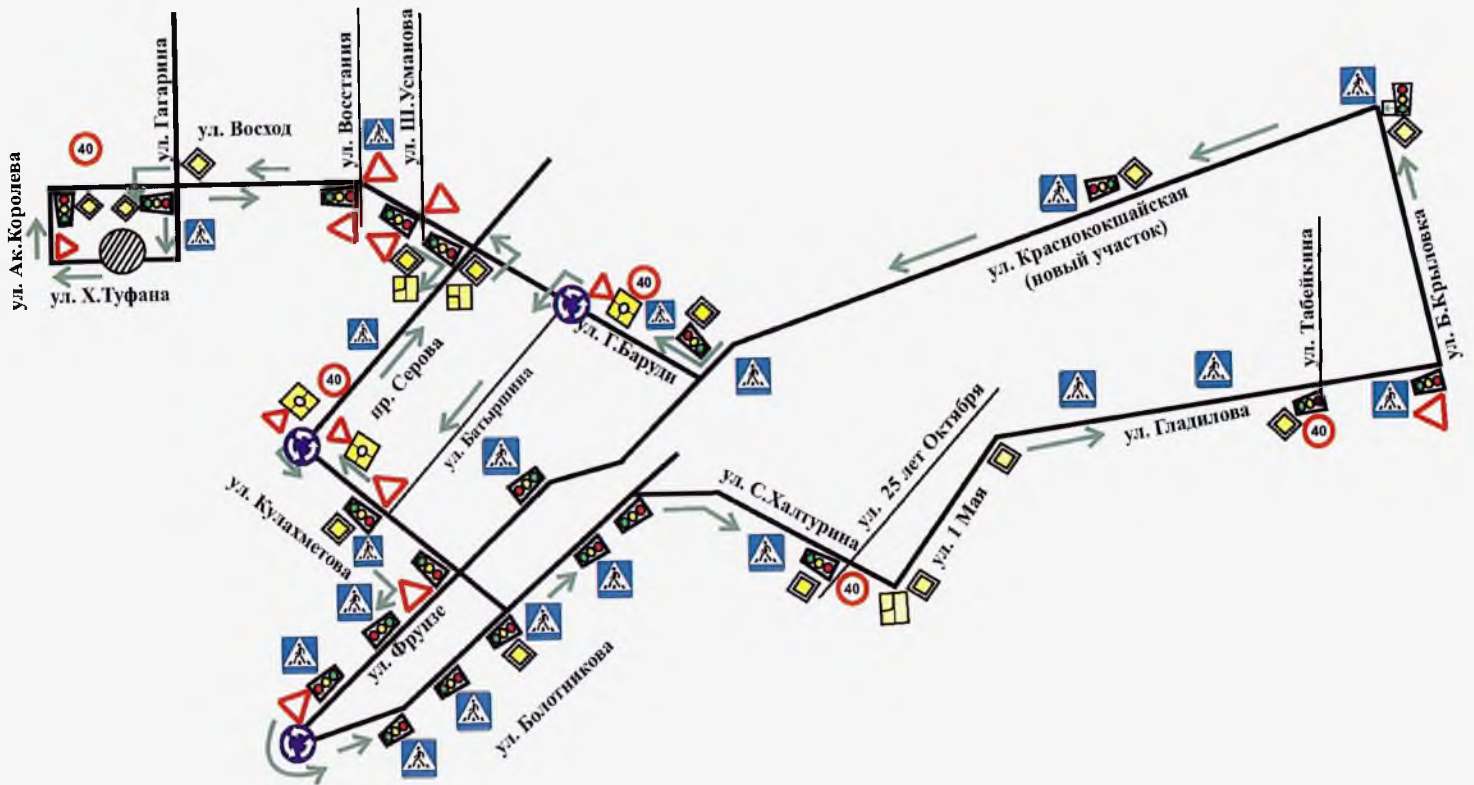 ул. Ак.Королева
40
ул. Гагарина
ул. Восход
ул. Восстания
ул. Ш.Усманова
ул. Х.Туфана
пр. Серова
40
ул. Батыршина
40
ул. Г.Баруди
ул. Кулахметова
ул. Фрунзе
ул. Болотникова
ул. С.Халтурина
ул. 25 лет Октября
40
ул. 1 Мая
ул. Гладилова
ул. Краснококшайская
(новый участок)
ул. Табейкина
40
ул. Б.Крыловка